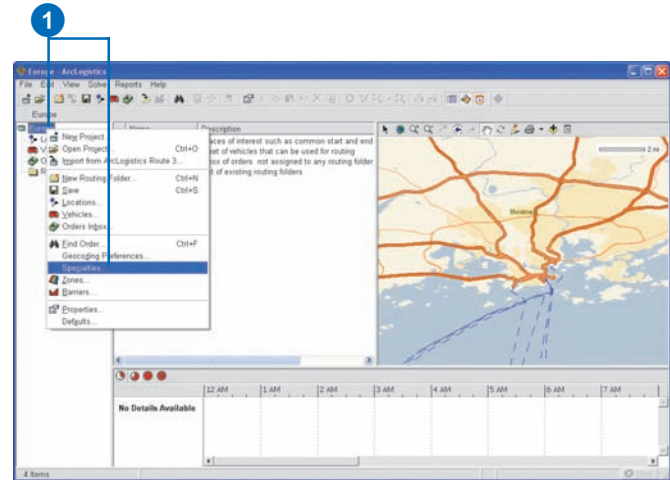 1
Europe - ArcLogistics
File Edit View Solve Reports Help
Europe
Name Description
New Project...
Open Project... Ctrl+O
Import from ArcLogistics Route 3...
New Routing Folder... Ctrl+N
Save Ctrl+S
Locations...
Vehicles...
Orders Inbox...
Find Order... Ctrl+F
Geocoding Preferences...
Specialties...
Zones...
Barriers...
Properties...
Defaults...
aces of interest such as common start and end
et of vehicles that can be used for routing
box of orders not assigned to any routing folder
t of existing routing folders
2 mi
12 AM 1 AM 2 AM 3 AM 4 AM 5 AM 6 AM 7 AM
No Details Available
4 Items